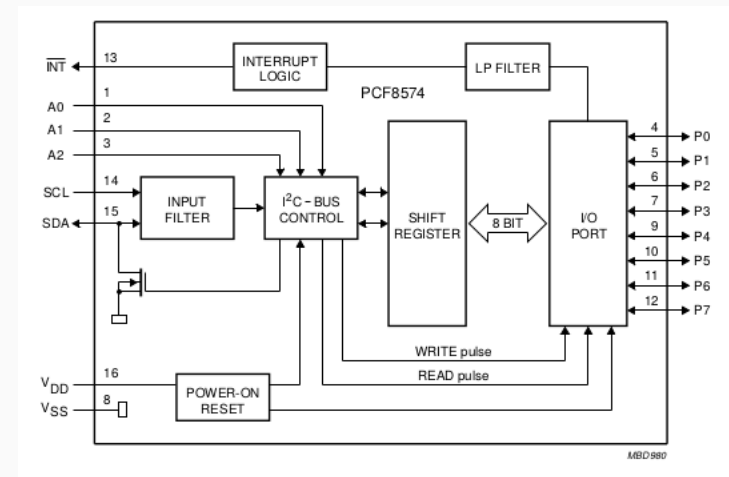 INT 13
INTERRUPT
LOGIC
LP FILTER
PCF8574
A0 1
A1 2
A2 3
SCL 14
SDA 15
INPUT
FILTER
I²C – BUS
CONTROL
SHIFT
REGISTER
8 BIT
I/O
PORT
4 P0
5 P1
6 P2
7 P3
9 P4
10 P5
11 P6
12 P7
WRITE pulse
READ pulse
VDD 16
VSS 8
POWER-ON
RESET
MBD980